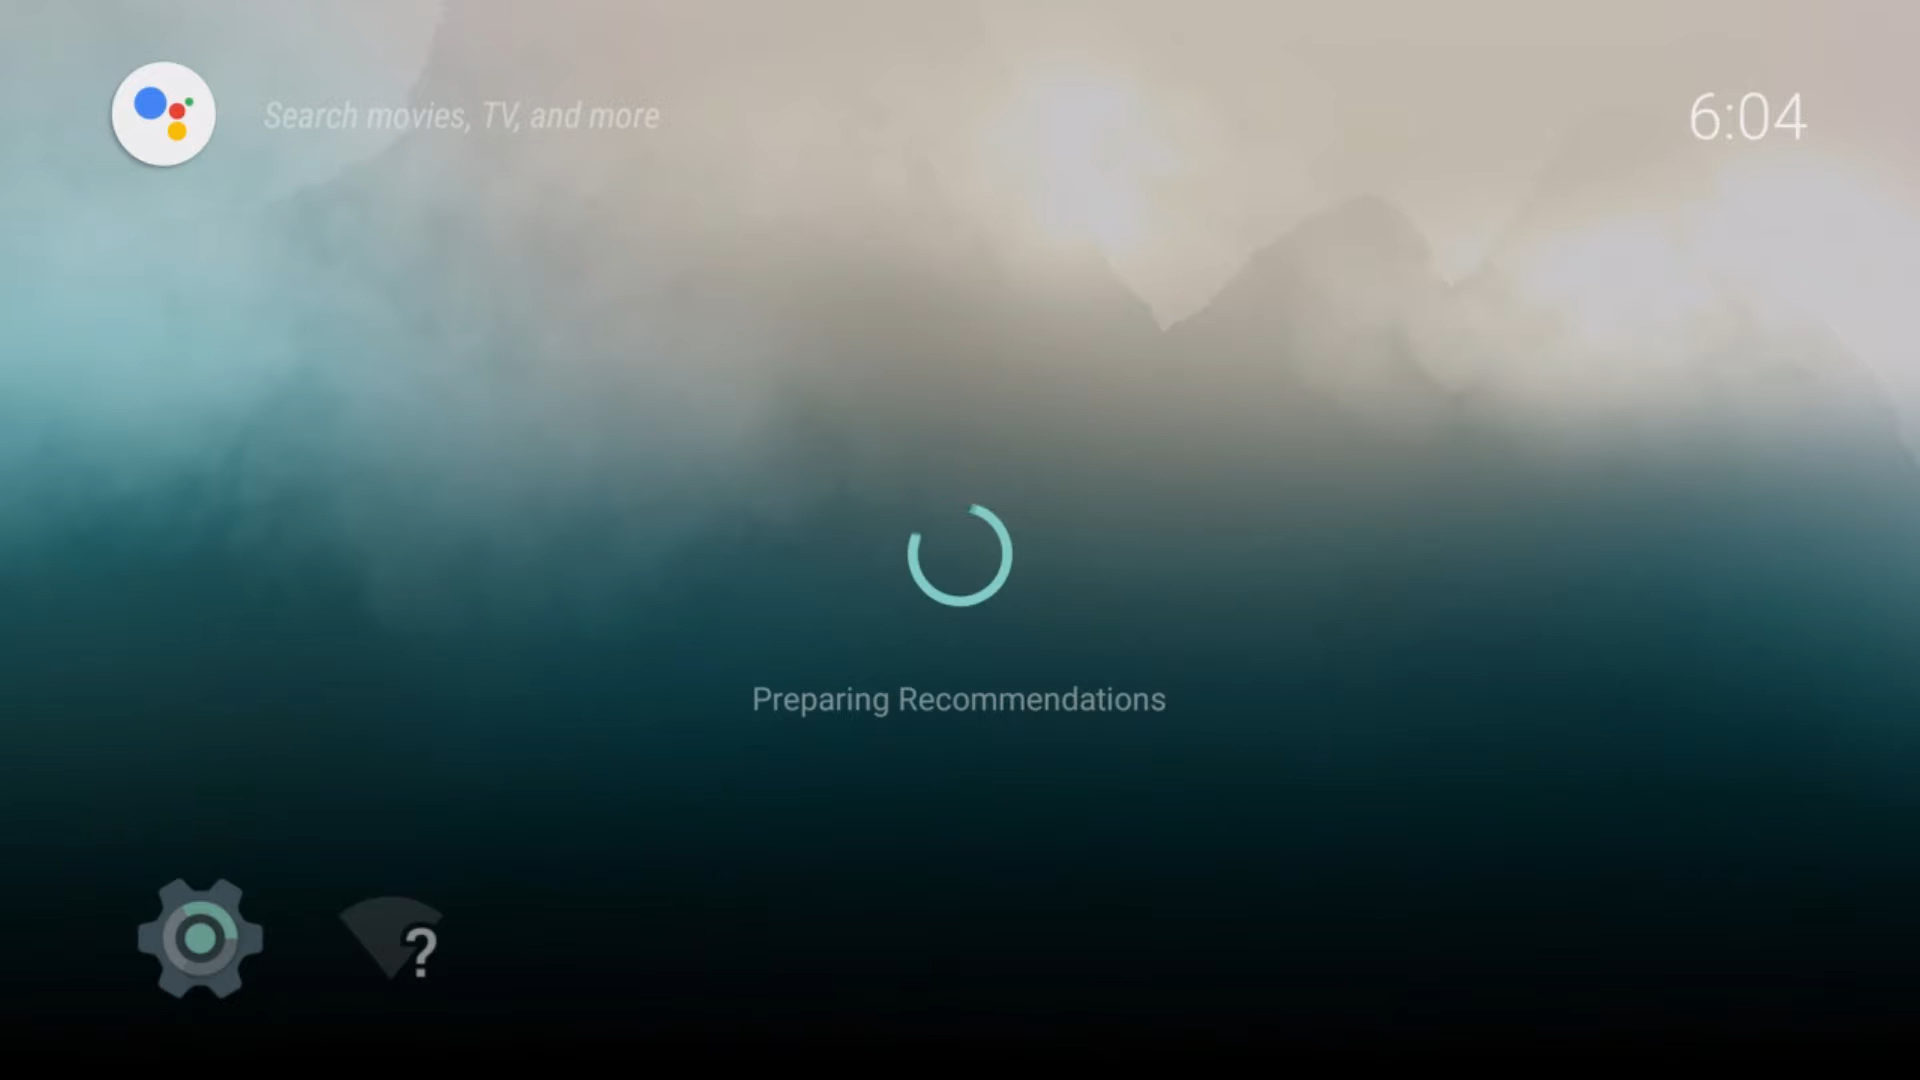 Search movies, TV, and more
6:04
Preparing Recommendations
?